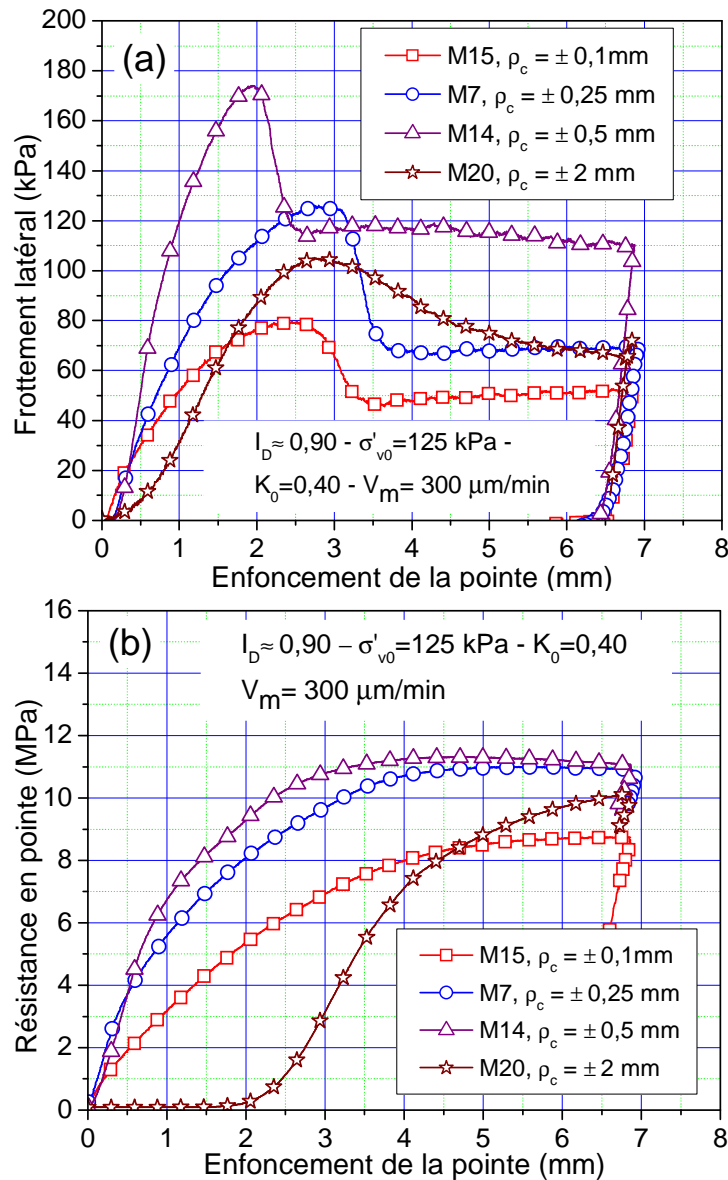 (a)
M15, ρc = ± 0,1mm
M7, ρc = ± 0,25 mm
M14, ρc = ± 0,5 mm
M20, ρc = ± 2 mm
200
180
160
140
120
100
80
60
40
20
0
Frottement latéral (kPa)
I_D≈ 0,90 - σ'v0=125 kPa -
K0=0,40 - Vm= 300 µm/min
0 1 2 3 4 5 6 7 8
Enfoncement de la pointe (mm)
(b)
I_D≈ 0,90 – σ'v0=125 kPa - K0=0,40
Vm= 300 µm/min
16
14
12
10
8
6
4
2
0
Résistance en pointe (MPa)
M15, ρc = ± 0,1mm
M7, ρc = ± 0,25 mm
M14, ρc = ± 0,5 mm
M20, ρc = ± 2 mm
0 1 2 3 4 5 6 7 8
Enfoncement de la pointe (mm)